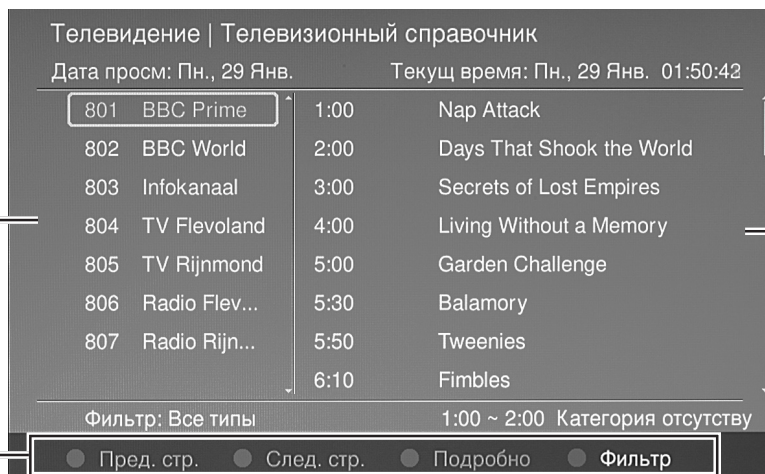 Телевидение | Телевизионный справочник
Дата просм: Пн., 29 Янв. Текущ время: Пн., 29 Янв. 01:50:42
801 BBC Prime 1:00 Nap Attack
802 BBC World 2:00 Days That Shook the World
803 Infokanaal 3:00 Secrets of Lost Empires
804 TV Flevoland 4:00 Living Without a Memory
805 TV Rijnmond 5:00 Garden Challenge
806 Radio Flev... 5:30 Balamory
807 Radio Rijn... 5:50 Tweenies
6:10 Fimbles
Фильтр: Все типы 1:00 ~ 2:00 Категория отсутству
Пред. стр. След. стр. Подробно Фильтр